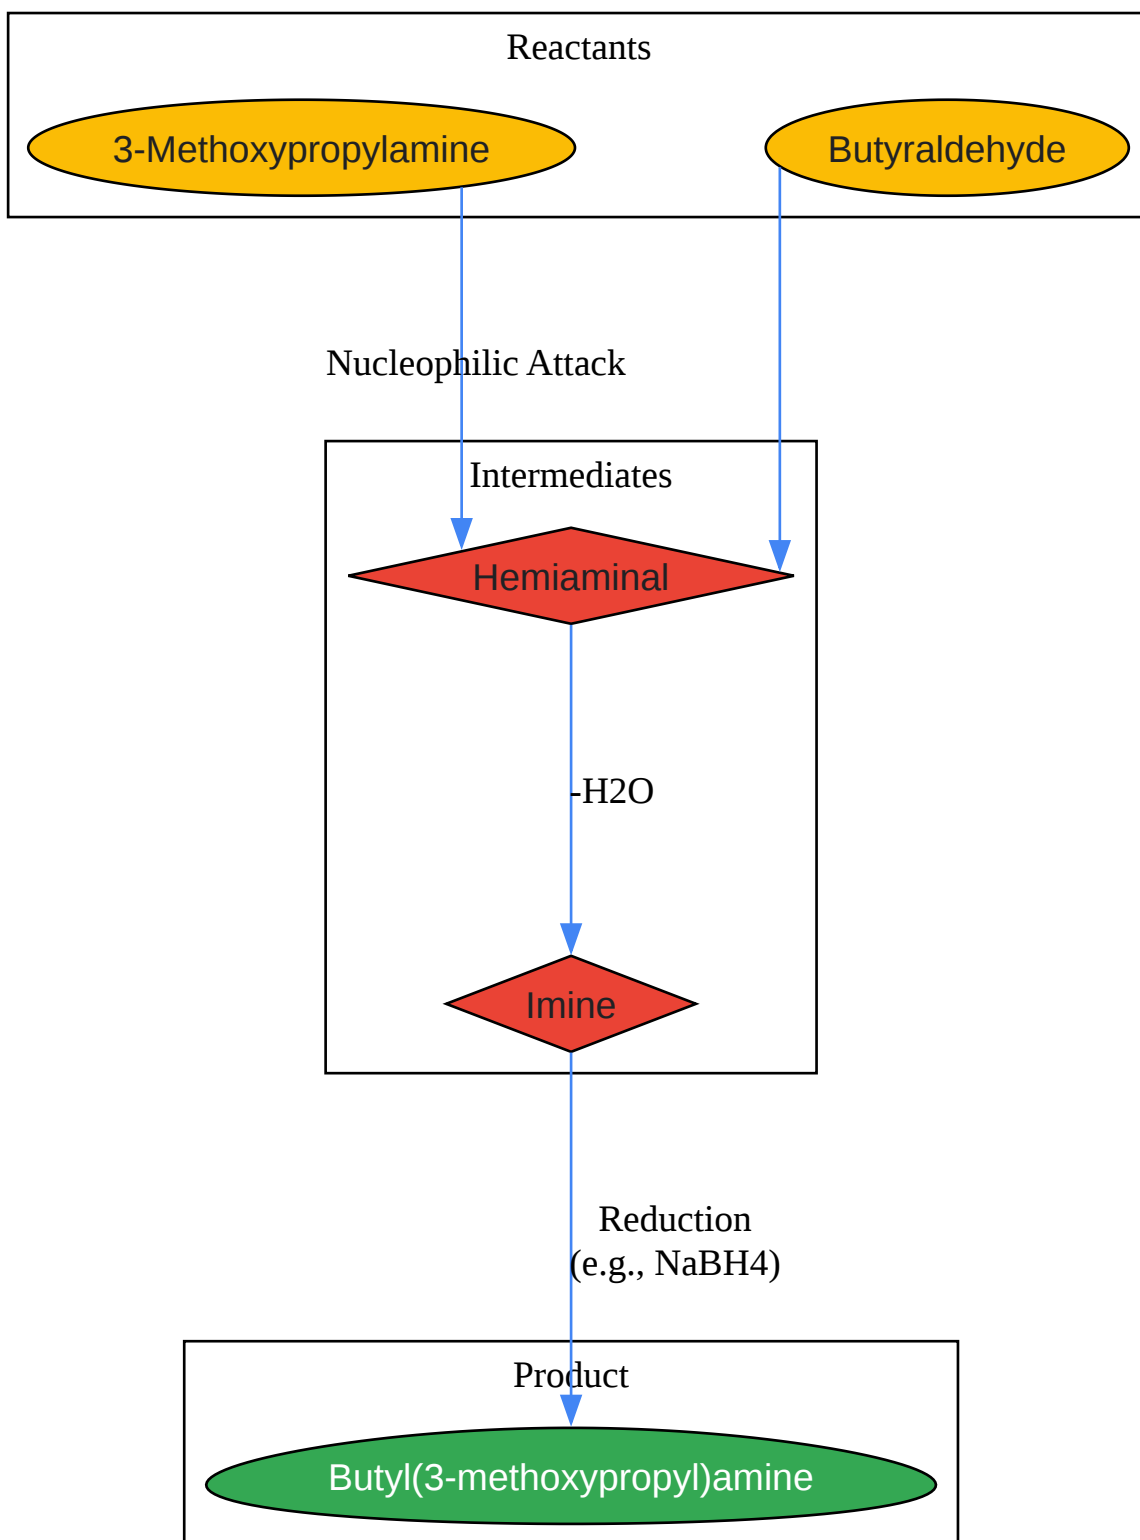 Reactants
3-Methoxypropylamine
Butyraldehyde
Nucleophilic Attack
Intermediates
Hemiaminal
-H2O
Imine
Reduction
(e.g., NaBH4)
Product
Butyl(3-methoxypropyl)amine